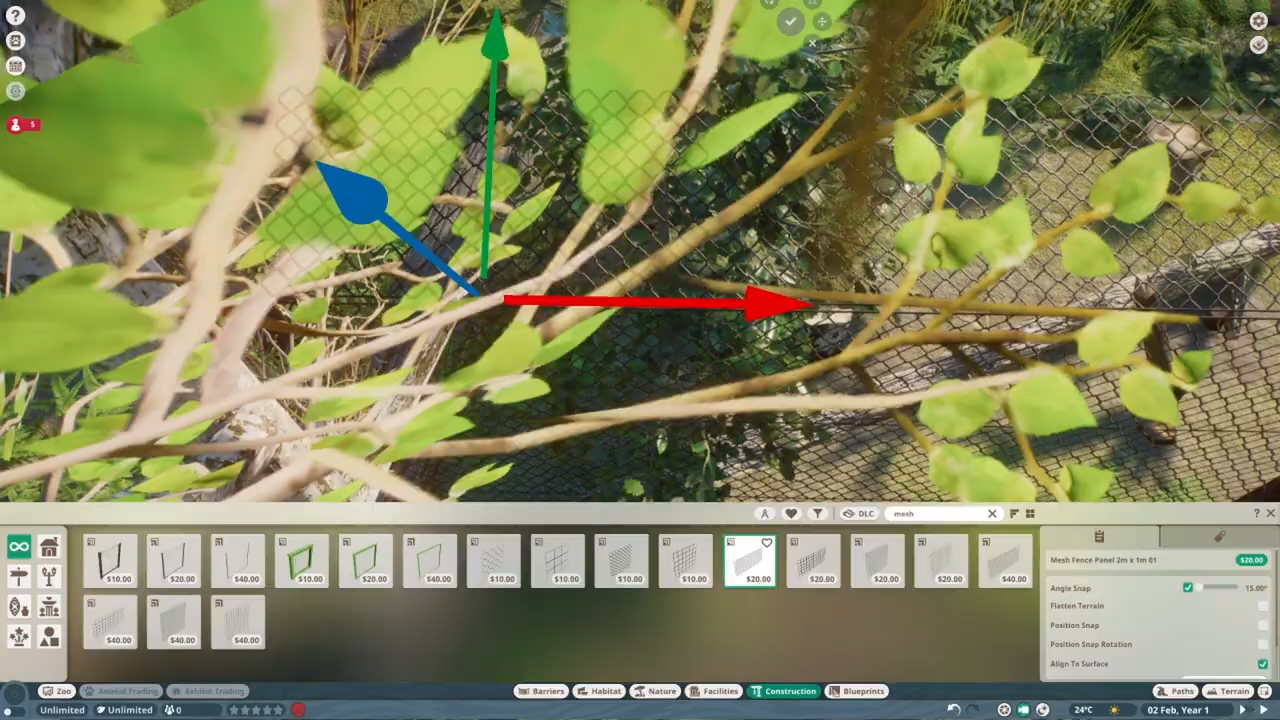 ?
5
DLC
mesh
?
$10.00
$20.00
$40.00
$10.00
$20.00
$40.00
$10.00
$10.00
$10.00
$10.00
$20.00
$20.00
$20.00
$20.00
$40.00
$40.00
$40.00
$40.00
Mesh Fence Panel 2m x 1m 01
$20.00
Angle Snap
15.00°
Flatten Terrain
Position Snap
Position Snap Rotation
Align To Surface
Zoo
Animal Trading
Exhibit Trading
Barriers
Habitat
Nature
Facilities
Construction
Blueprints
Paths
Terrain
Unlimited
Unlimited
0
24°C
02 Feb, Year 1